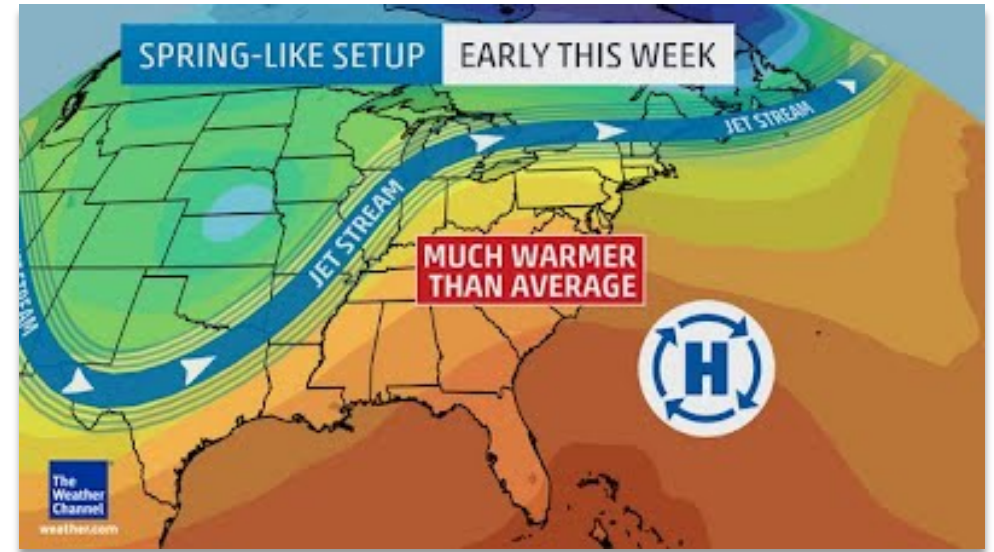 SPRING-LIKE SETUP EARLY THIS WEEK
JET STREAM
JET STREAM
MUCH WARMER
THAN AVERAGE
STREAM
H
The
Weather
Channel
weather.com